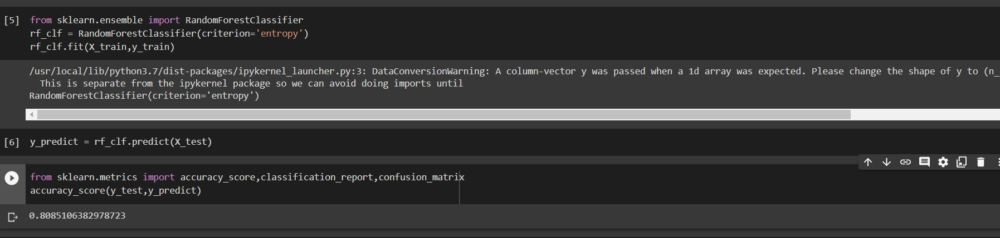 [5] from sklearn.ensemble import RandomForestClassifier
rf_clf = RandomForestClassifier(criterion='entropy')
rf_clf.fit(X_train,y_train)
/usr/local/lib/python3.7/dist-packages/ipykernel_launcher.py:3: DataConversionWarning: A column-vector y was passed when a 1d array was expected. Please change the shape of y to (n_
This is separate from the ipykernel package so we can avoid doing imports until
RandomForestClassifier(criterion='entropy')
[6] y_predict = rf_clf.predict(X_test)
from sklearn.metrics import accuracy_score,classification_report,confusion_matrix
accuracy_score(y_test,y_predict)
0.8085106382978723